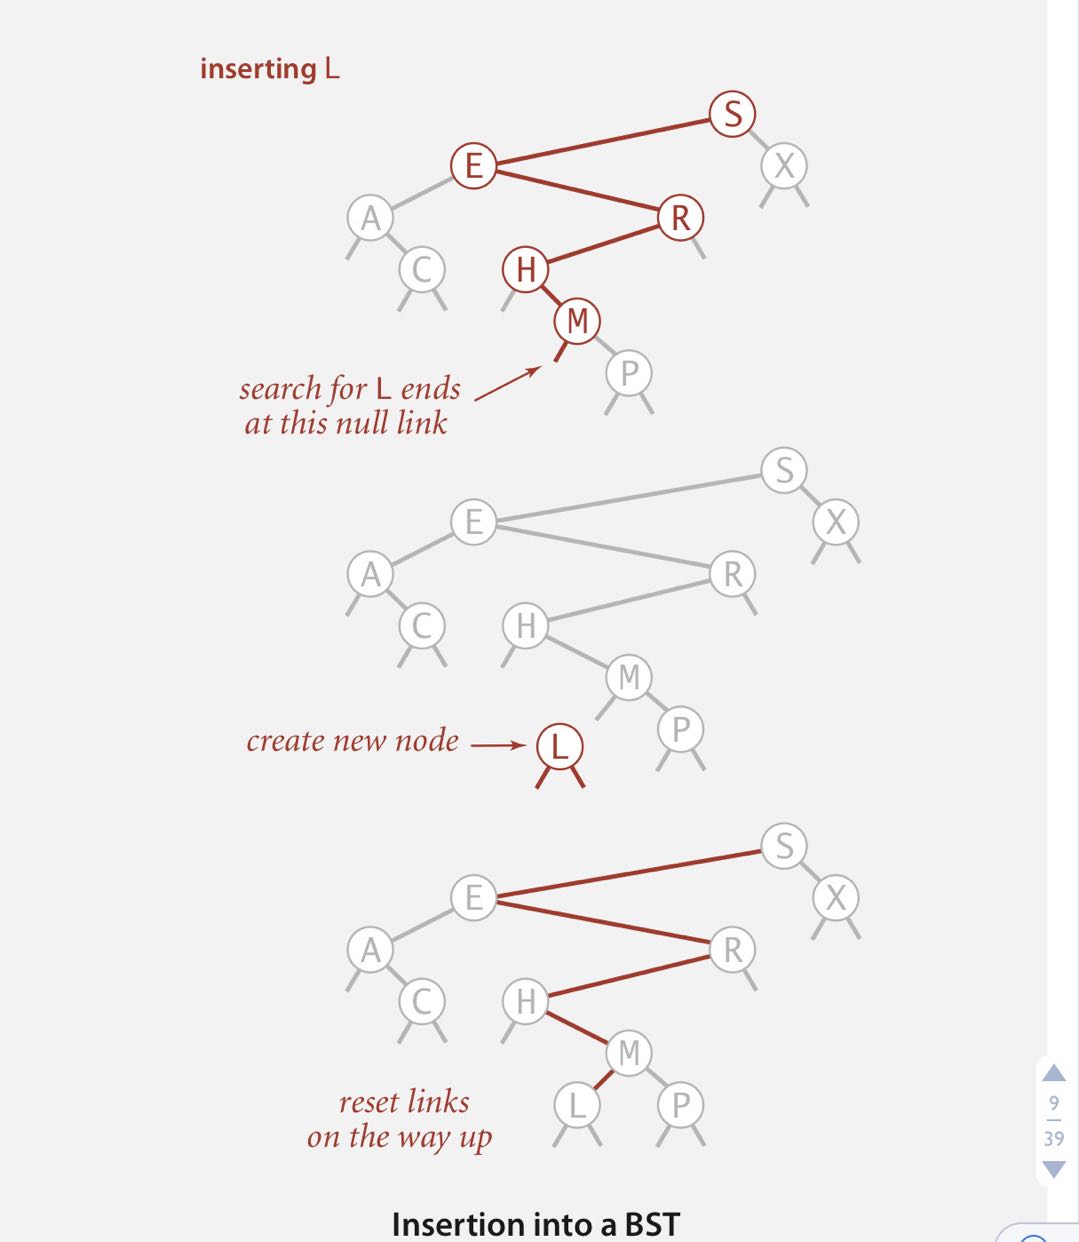 inserting L
S
E
X
A
R
C
H
M
search for L ends
at this null link
P
S
E
X
A
R
C
H
M
P
create new node
L
S
E
X
A
R
C
H
M
reset links
on the way up
L
P
9
39
Insertion into a BST